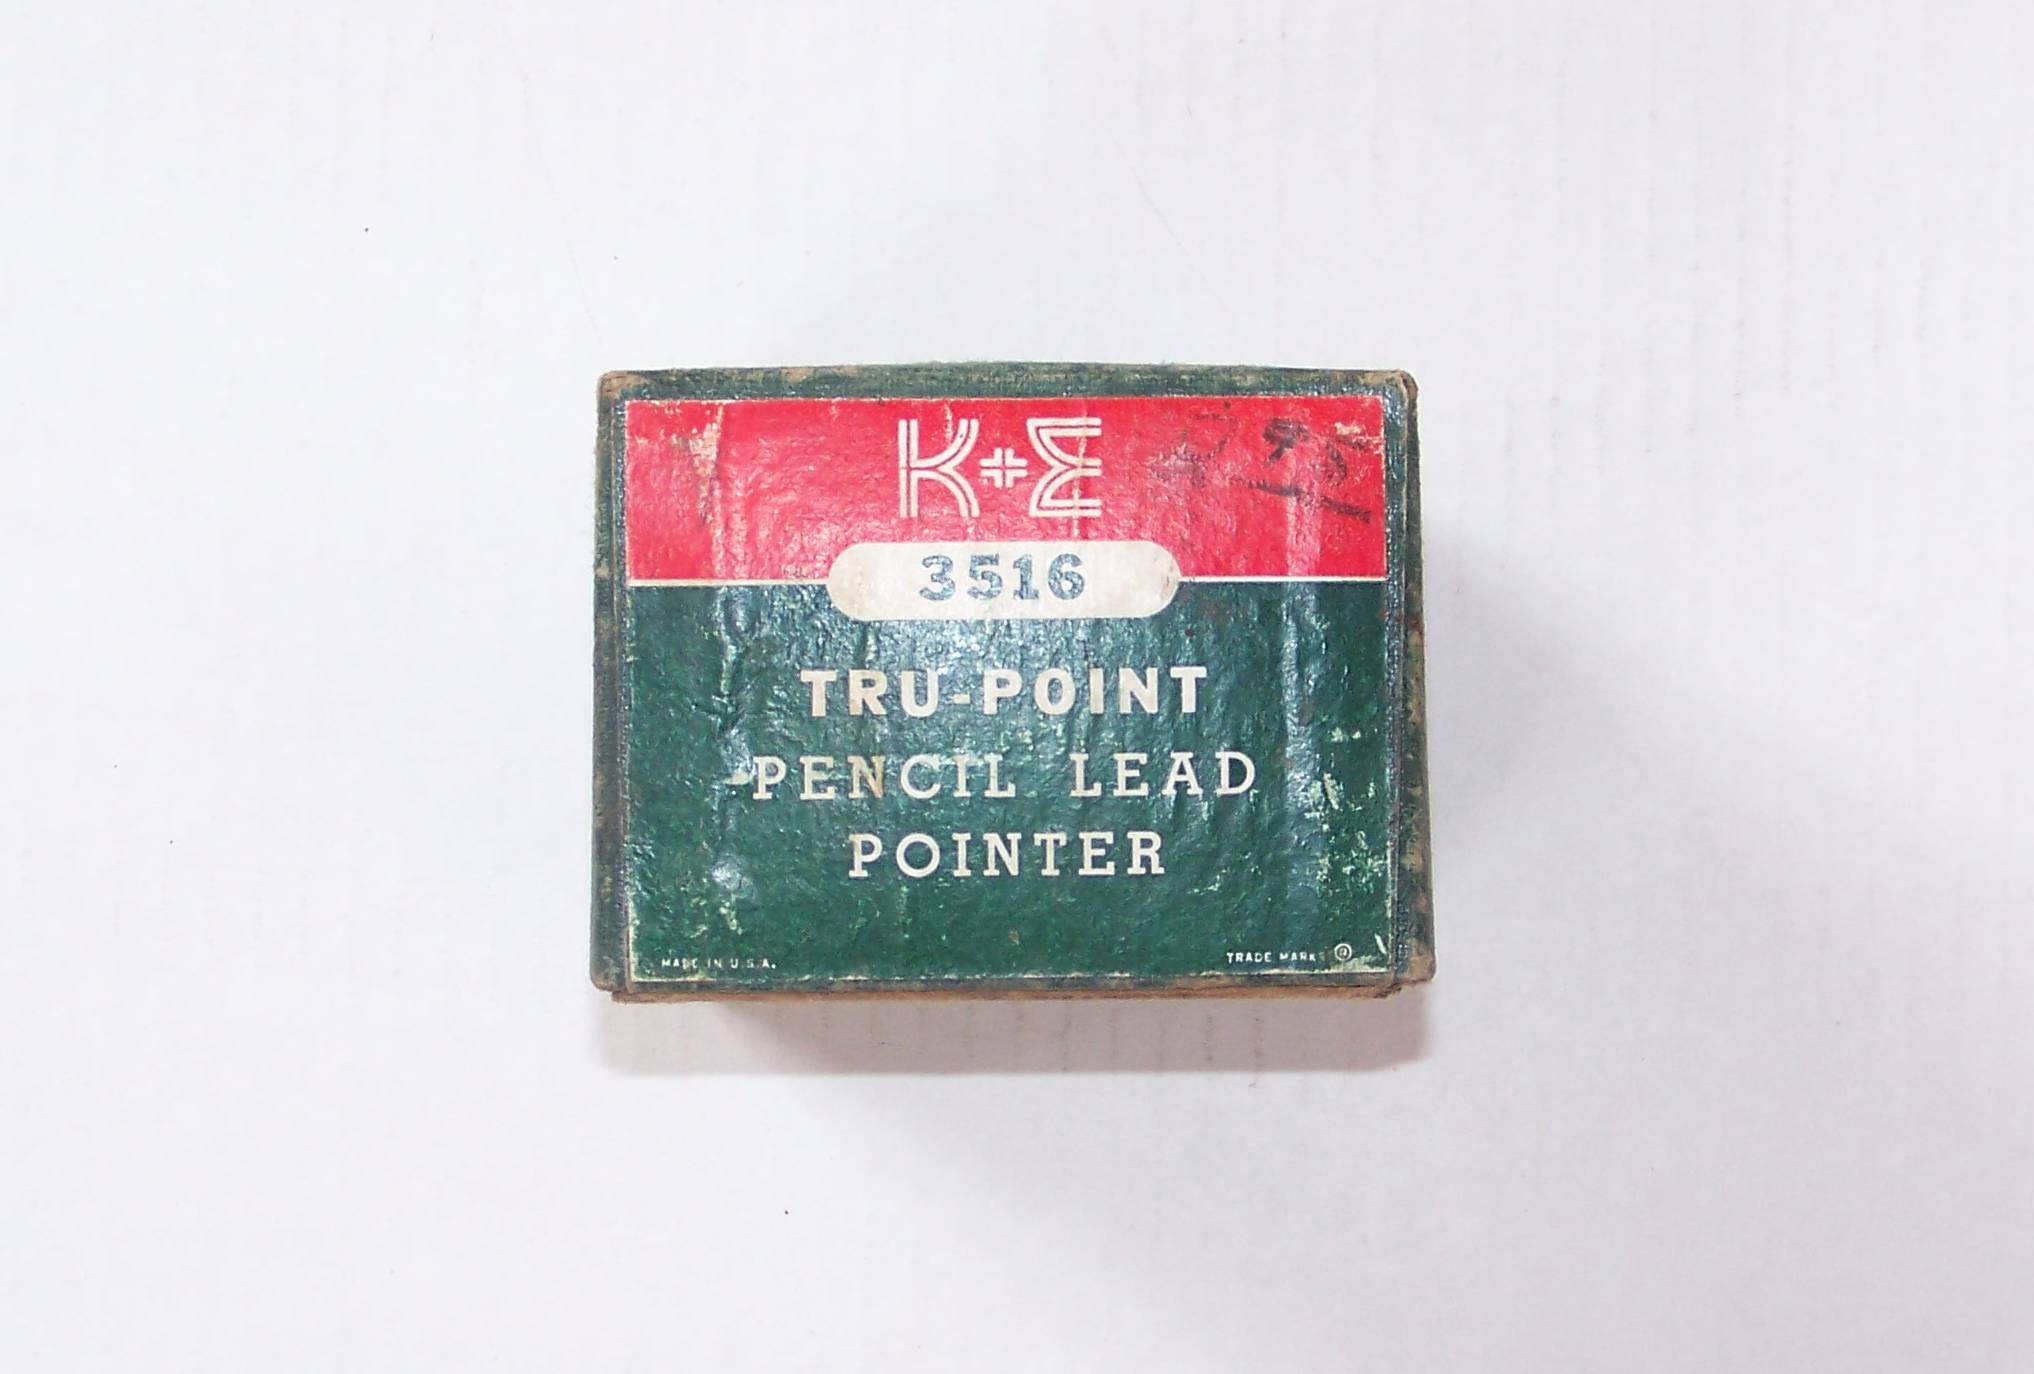 K+E
3516
TRU-POINT
PENCIL LEAD
POINTER
MADE IN U.S.A.
TRADE MARK ®